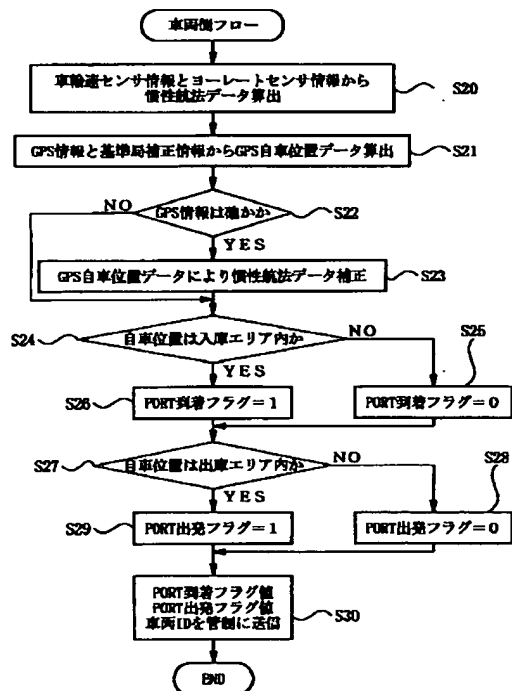 車両側フロー
車輪速センサ情報とヨーレートセンサ情報から
慣性航法データ算出
S20
GPS情報と基準局補正情報からGPS自車位置データ算出
S21
GPS情報は確かか
S22
NO
YES
GPS自車位置データにより慣性航法データ補正
S23
S24
自車位置は入庫エリア内か
NO
S25
YES
S26
PORT到着フラグ=1
PORT到着フラグ=0
S27
自車位置は出庫エリア内か
NO
S28
YES
S29
PORT出発フラグ=1
PORT出発フラグ=0
PORT到着フラグ値
PORT出発フラグ値
車両IDを管制に送信
S30
END